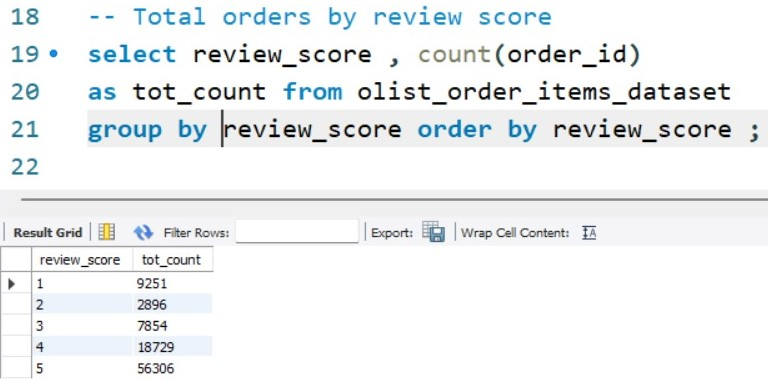 18 -- Total orders by review score
19 select review_score , count(order_id)
20 as tot_count from olist_order_items_dataset
21 group by review_score order by review_score ;
22
Result Grid Filter Rows: Export: Wrap Cell Content: IA
review_score tot_count
1 9251
2 2896
3 7854
4 18729
5 56306